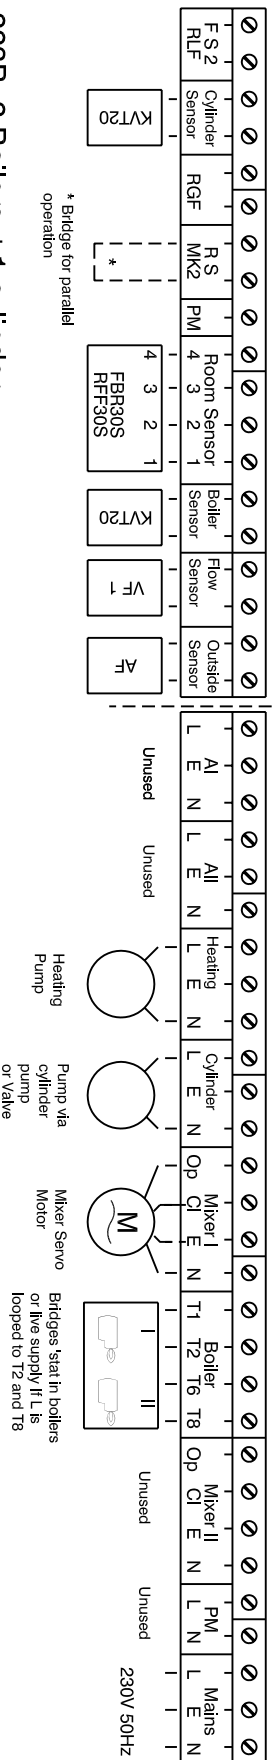 F S 2
RLF
Cylinder
Sensor
RGF
R S
MK2
PM
Room Sensor
4 3 2 1
Boiler
Sensor
Flow
Sensor
Outside
Sensor
AI
L E N
AII
L E N
Heating
L E N
Cylinder
L E N
Mixer I
Op Cl E N
Boiler
T1 T2 T6 T8
Mixer II
Op Cl E N
PM
L N
Mains
L E N
KVT20
*
4 3 2 1
FBR30S
RFF30S
KVT20
VF 1
AF
Unused
Unused
M
I II
Unused
Unused
230V 50Hz
* Bridge for parallel
operation
Heating
Pump
Pump via
cylinder
pump
or Valve
Mixer Servo
Motor
Bridges 'stat in boilers
or live supply If L is
looped to T2 and T8